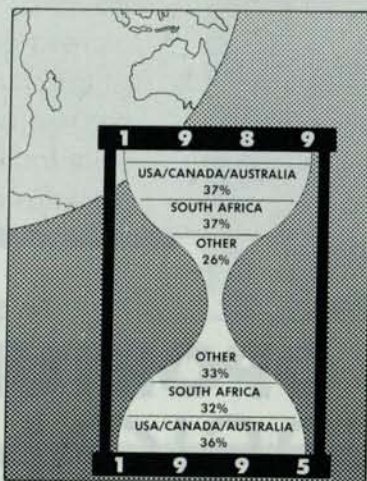 1 9 8 9
USA/CANADA/AUSTRALIA
37%
SOUTH AFRICA
37%
OTHER
26%
OTHER
33%
SOUTH AFRICA
32%
USA/CANADA/AUSTRALIA
36%
1 9 9 5